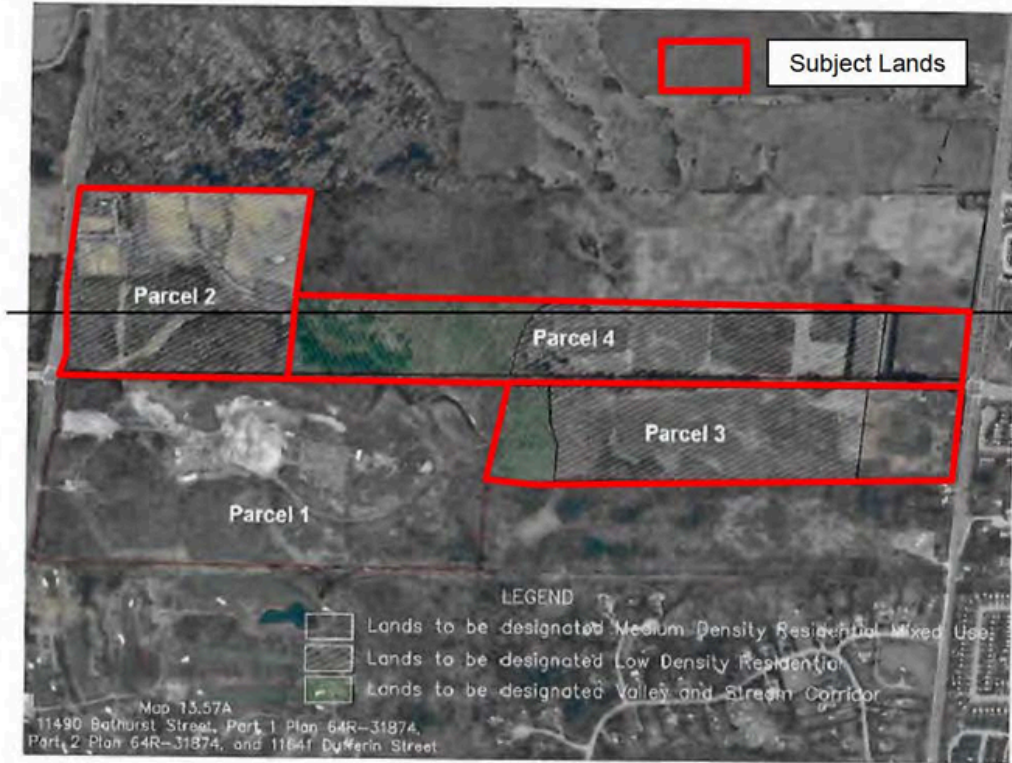 Subject Lands
Parcel 2
Parcel 4
Parcel 3
Parcel 1
LEGEND
Lands to be designated Medium Density Residential Mixed Use
Lands to be designated Low Density Residential
Lands to be designated Valley and Stream Corridor
Map 13.57A
11490 Bathurst Street, Part 1 Plan 64R-31874,
Part 2 Plan 64R-31874, and 11641 Dufferin Street